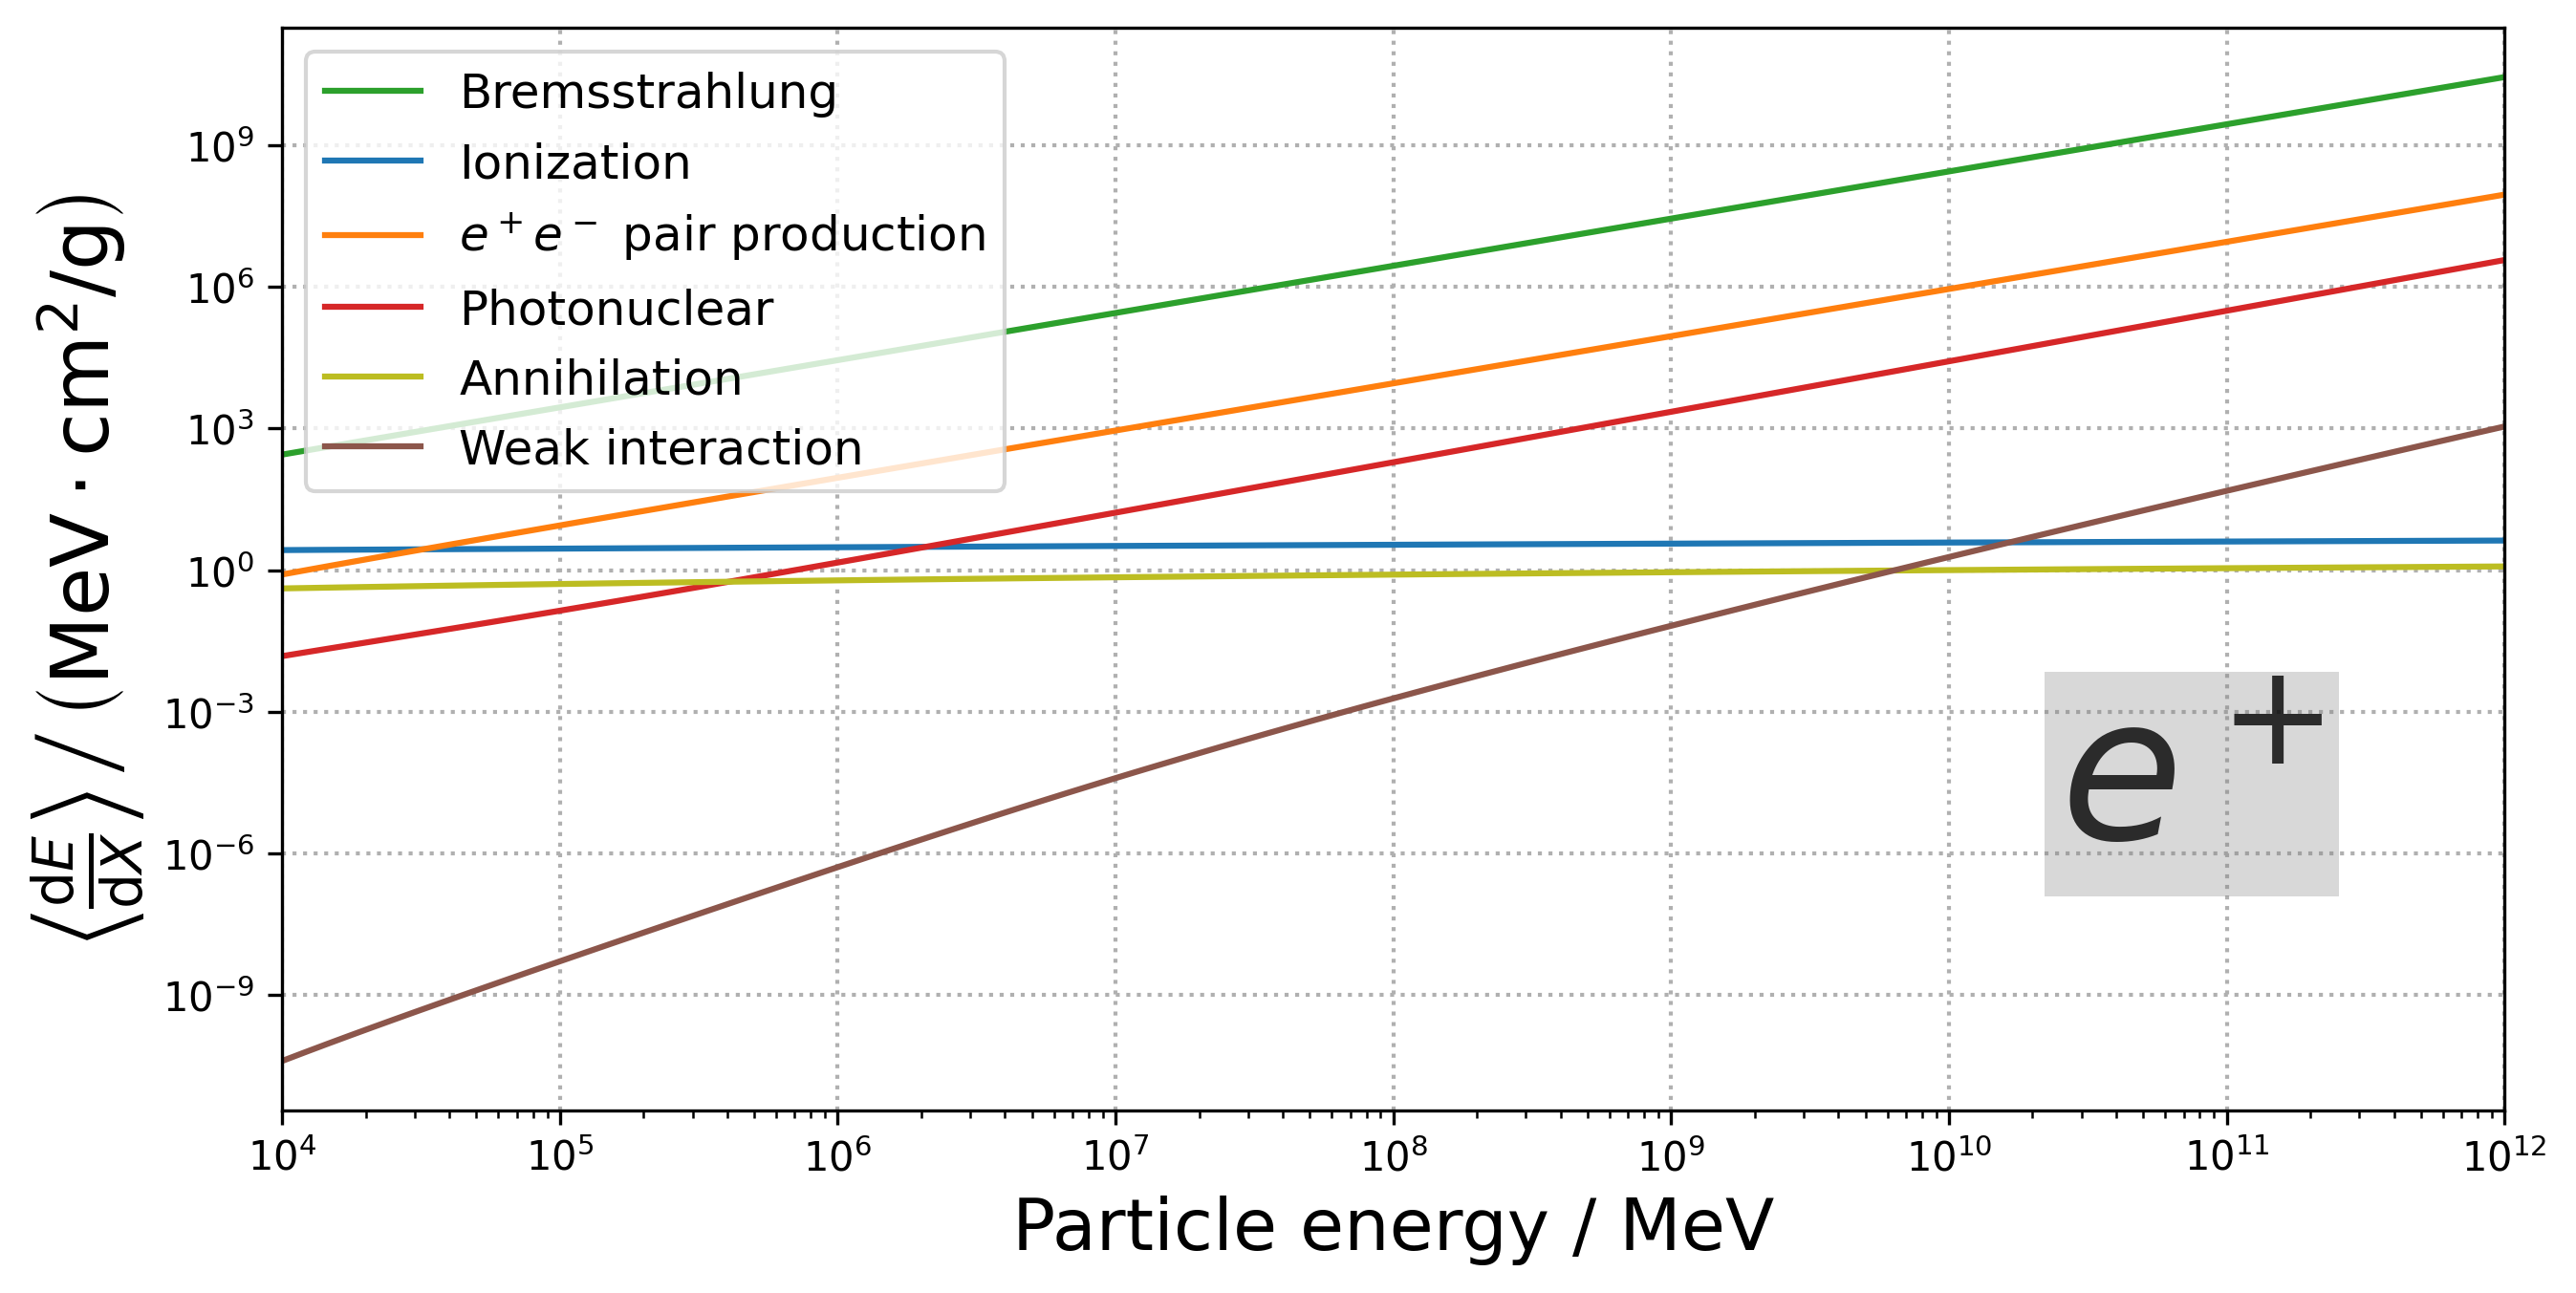 Bremsstrahlung
Ionization
e⁺e⁻ pair production
Photonuclear
Annihilation
Weak interaction
10⁹
10⁶
10³
10⁰
10⁻³
10⁻⁶
10⁻⁹
⟨dE/dX⟩ / (MeV · cm²/g)
e⁺
10⁴ 10⁵ 10⁶ 10⁷ 10⁸ 10⁹ 10¹⁰ 10¹¹ 10¹²
Particle energy / MeV